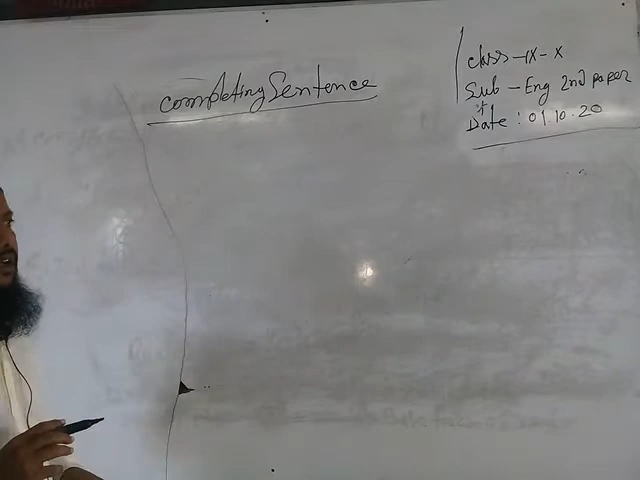 Completing Sentence
Class - IX - X
Sub - Eng 2nd paper
Date : 01.10.20